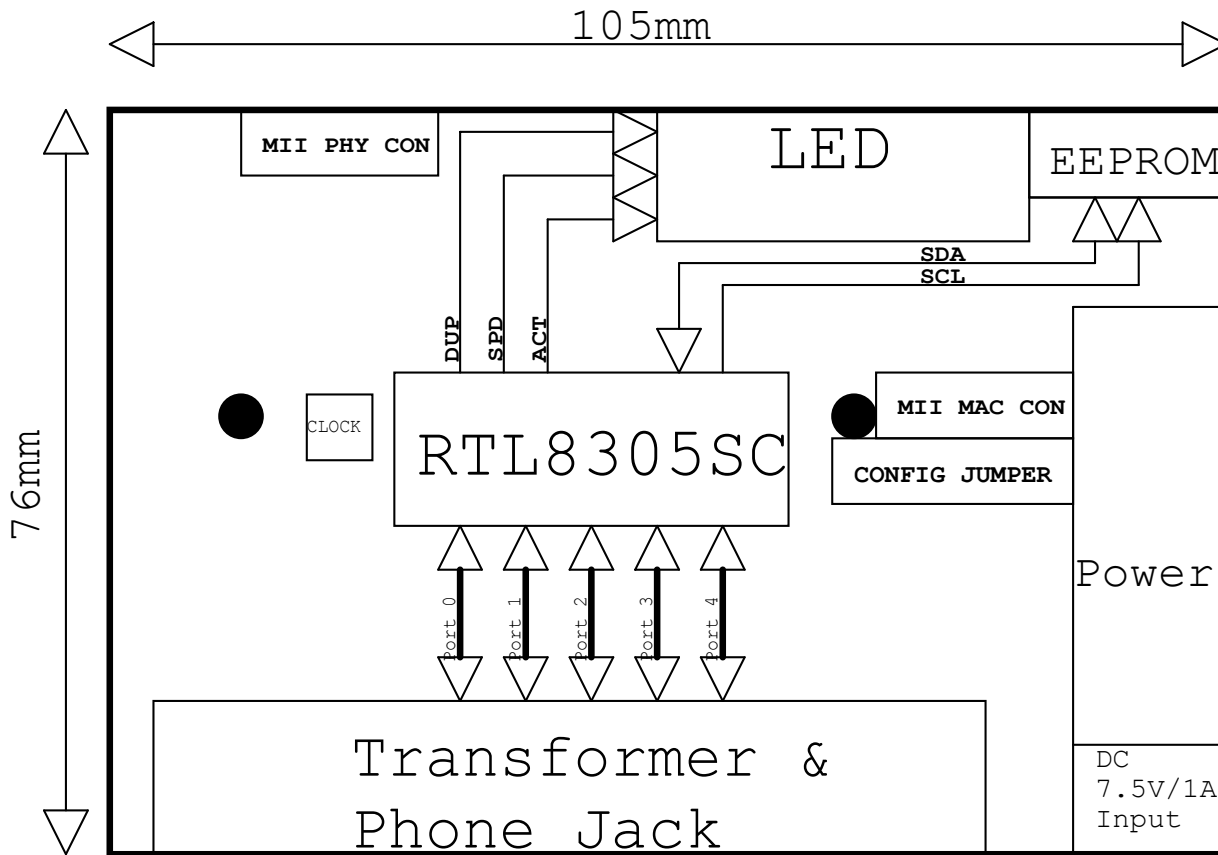 105mm
MII PHY CON
LED
EEPROM
SDA
SCL
DUP
SPD
ACT
76mm
CLOCK
RTL8305SC
MII MAC CON
CONFIG JUMPER
Power
Port 0
Port 1
Port 2
Port 3
Port 4
Transformer &
Phone Jack
DC
7.5V/1A
Input